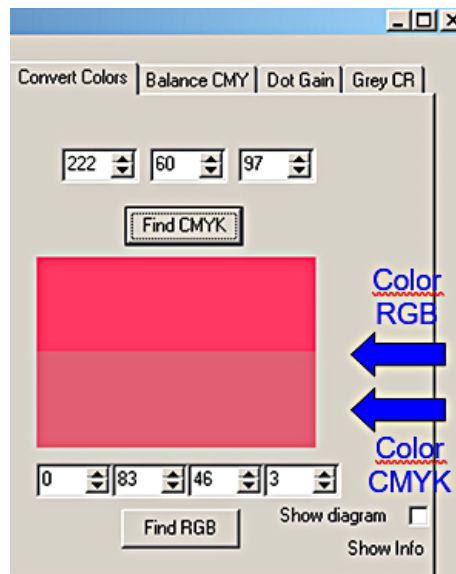 Convert Colors Balance CMY Dot Gain Grey CR
222 60 97
Find CMYK
Color
RGB
Color
CMYK
0 83 46 3
Show diagram
Find RGB
Show Info